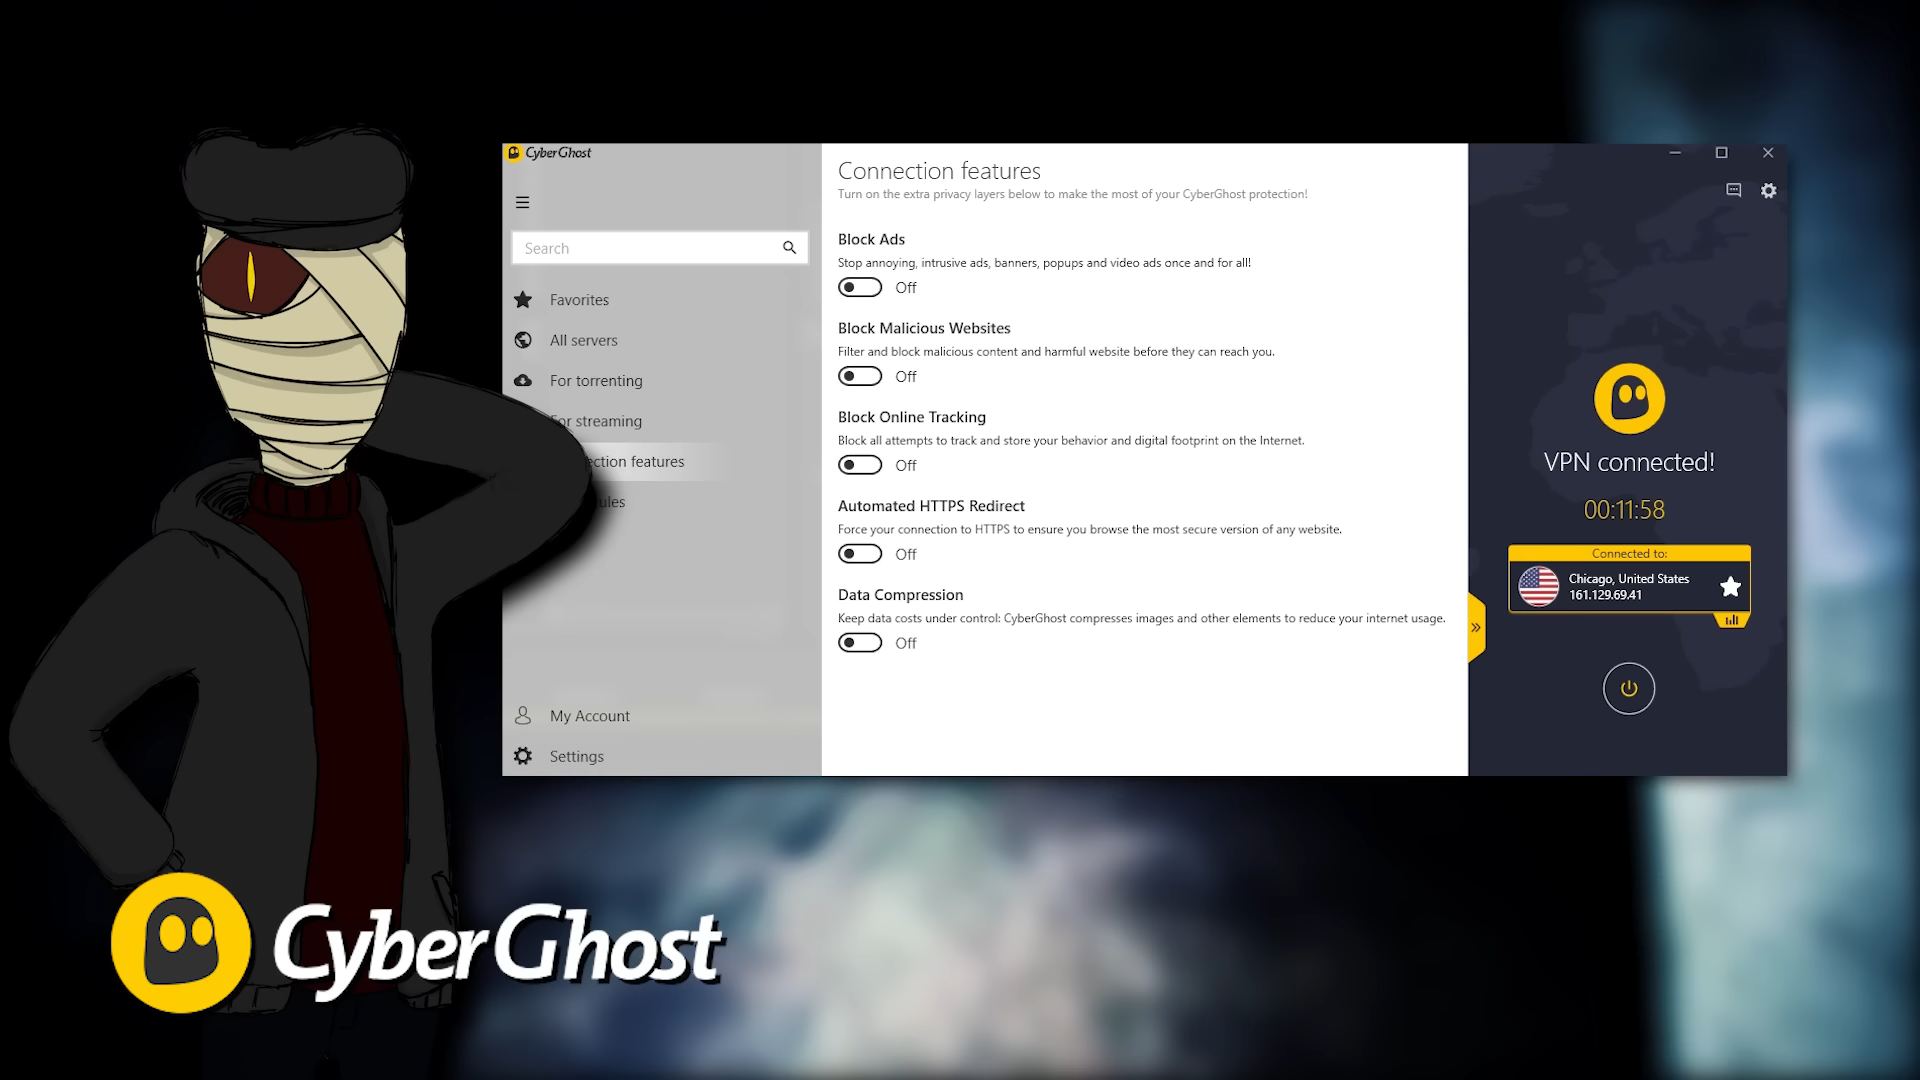 CyberGhost
Search
Favorites
All servers
For torrenting
For streaming
features
My Account
Settings
Connection features
Turn on the extra privacy layers below to make the most of your CyberGhost protection!
Block Ads
Stop annoying, intrusive ads, banners, popups and video ads once and for all!
Off
Block Malicious Websites
Filter and block malicious content and harmful website before they can reach you.
Off
Block Online Tracking
Block all attempts to track and store your behavior and digital footprint on the Internet.
Off
Automated HTTPS Redirect
Force your connection to HTTPS to ensure you browse the most secure version of any website.
Off
Data Compression
Keep data costs under control: CyberGhost compresses images and other elements to reduce your internet usage.
Off
VPN connected!
00:11:58
Connected to:
Chicago, United States
161.129.69.41
CyberGhost